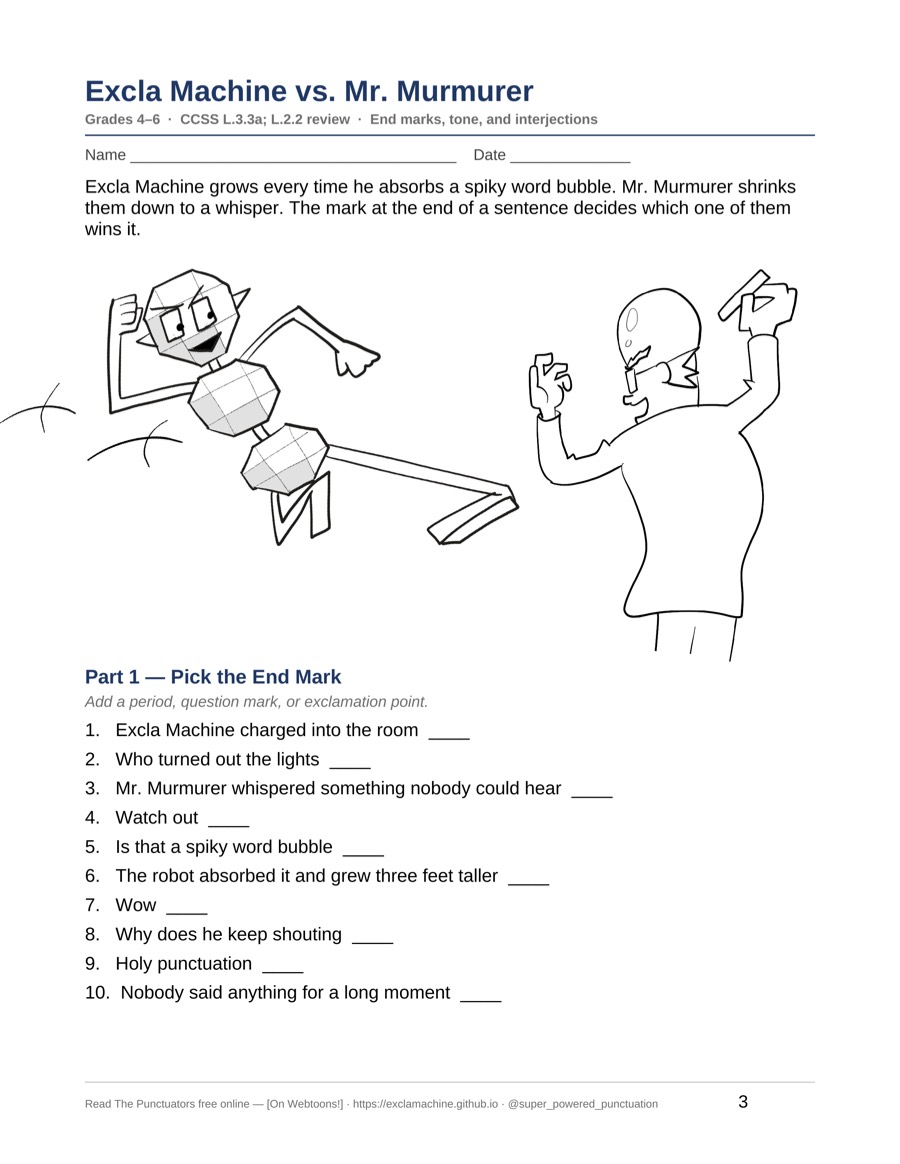 Excla Machine vs. Mr. Murmurer
Grades 4–6 · CCSS L.3.3a; L.2.2 review · End marks, tone, and interjections
Name ________________________________________ Date _______________
Excla Machine grows every time he absorbs a spiky word bubble. Mr. Murmurer shrinks
them down to a whisper. The mark at the end of a sentence decides which one of them
wins it.
Part 1 — Pick the End Mark
Add a period, question mark, or exclamation point.
1. Excla Machine charged into the room ____
2. Who turned out the lights ____
3. Mr. Murmurer whispered something nobody could hear ____
4. Watch out ____
5. Is that a spiky word bubble ____
6. The robot absorbed it and grew three feet taller ____
7. Wow ____
8. Why does he keep shouting ____
9. Holy punctuation ____
10. Nobody said anything for a long moment ____
Read The Punctuators free online — [On Webtoons!] · https://exclamachine.github.io · @super_powered_punctuation 3